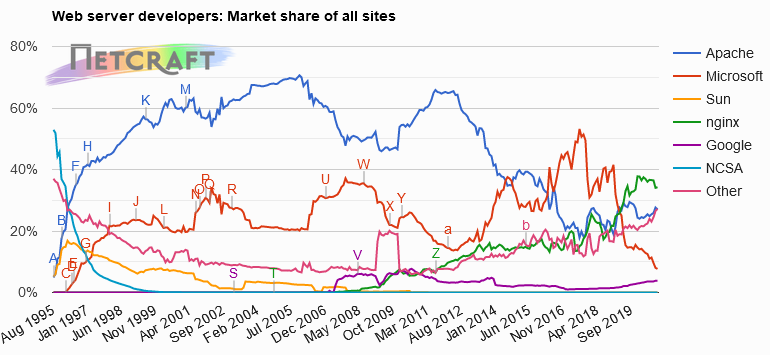 Web server developers: Market share of all sites
NETCRAFT
80%
60%
40%
20%
0%
A
B
C
D
E
F
G
H
I
J
K
L
M
N
O
P
Q
R
S
T
U
V
W
X
Y
Z
a
b
Aug 1995
Jan 1997
Jun 1998
Nov 1999
Apr 2001
Sep 2002
Feb 2004
Jul 2005
Dec 2006
May 2008
Oct 2009
Mar 2011
Aug 2012
Jan 2014
Jun 2015
Nov 2016
Apr 2018
Sep 2019
Apache
Microsoft
Sun
nginx
Google
NCSA
Other